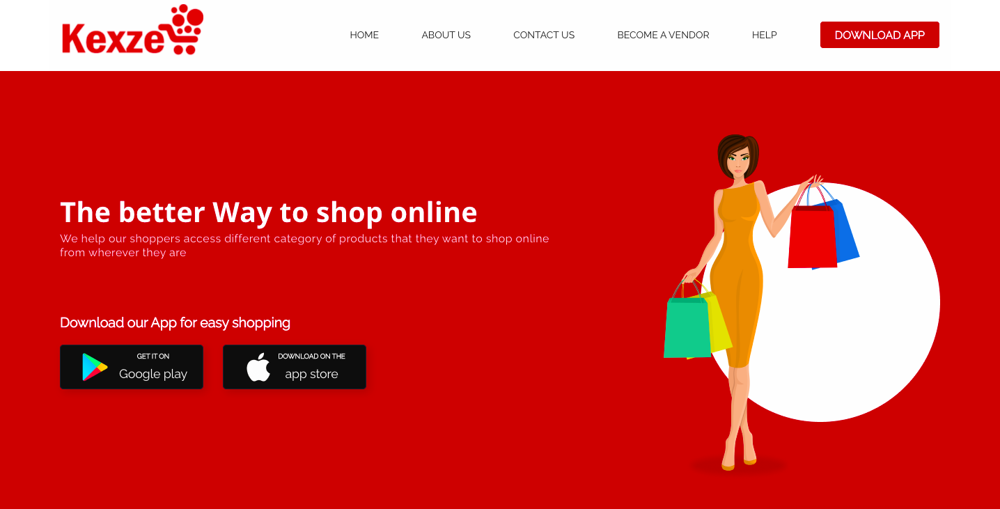 Kexze
HOME
ABOUT US
CONTACT US
BECOME A VENDOR
HELP
DOWNLOAD APP
The better Way to shop online
We help our shoppers access different category of products that they want to shop online
from wherever they are
Download our App for easy shopping
GET IT ON
Google play
DOWNLOAD ON THE
app store